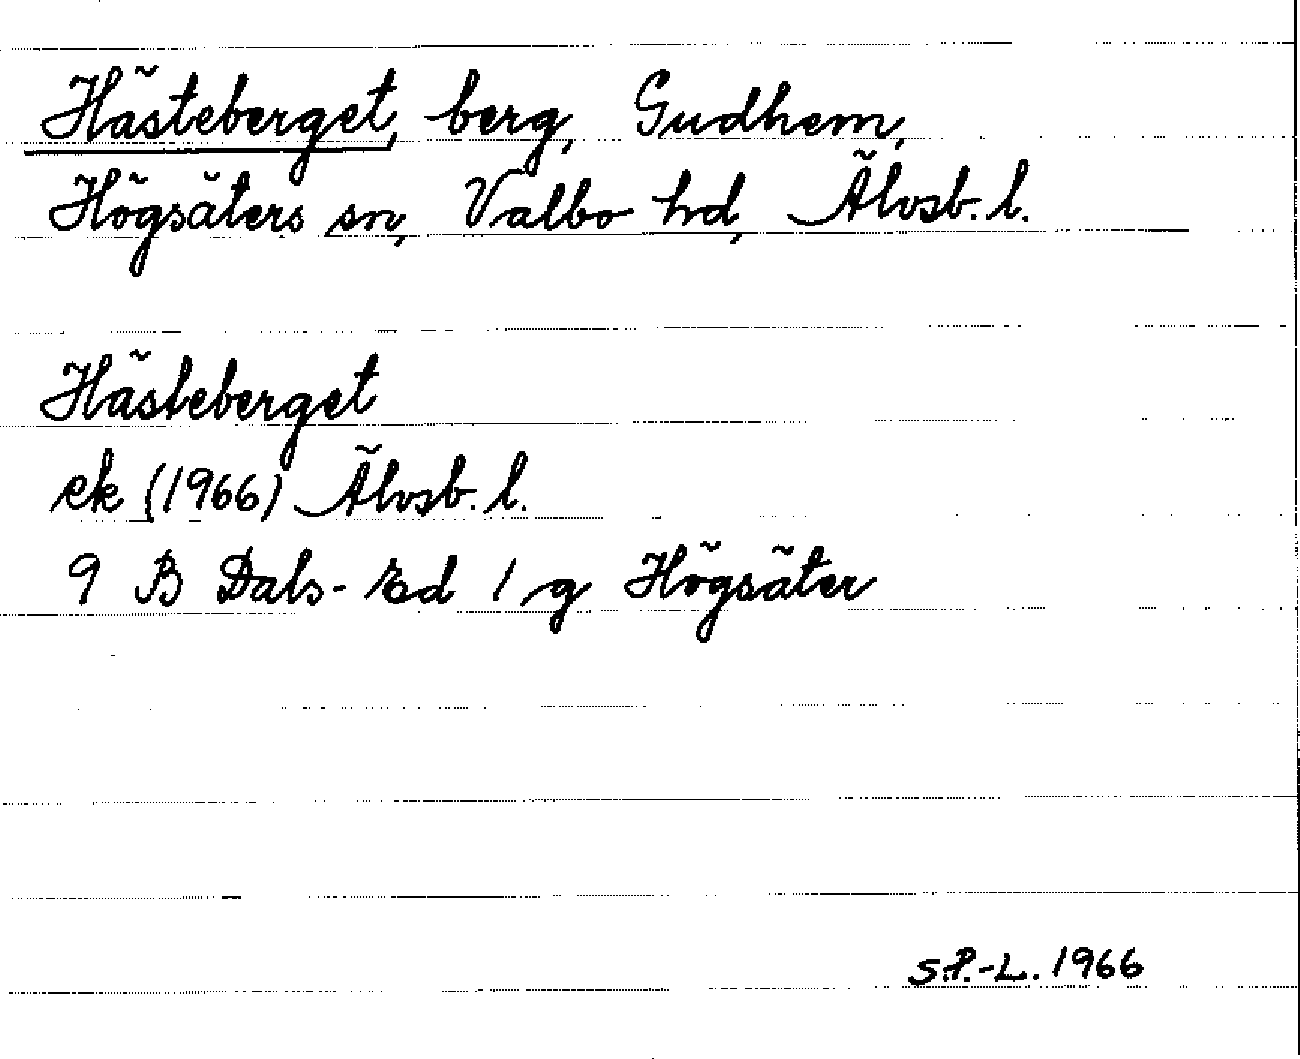 Hästeberget, berg, Gudhem,
Högsäters sn, Valbo hd, Älvsb. l.
Hästeberget
ek (1966) Älvsb. l.
9 B Dals-Ed 1 g Högsäter
S.P.-L. 1966